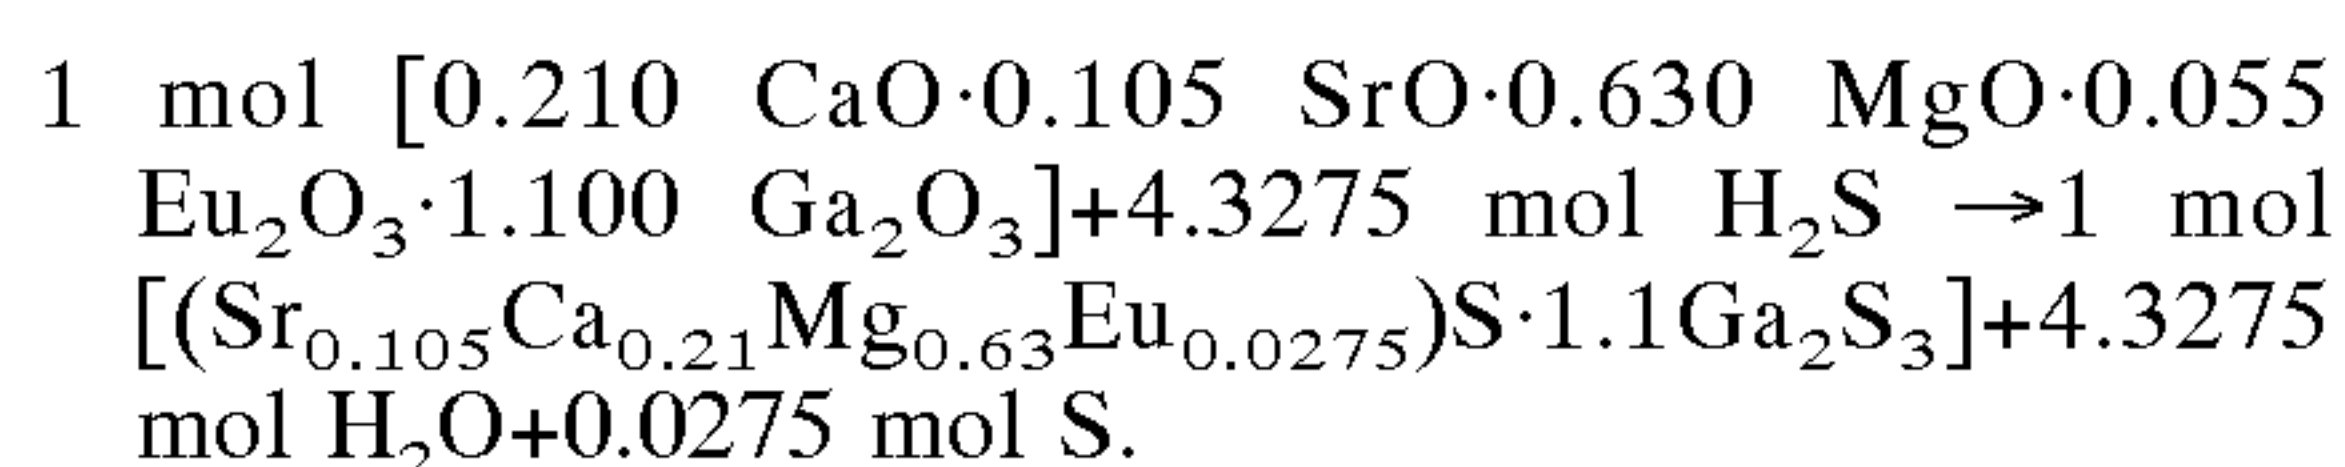 1 mol [0.210 CaO·0.105 SrO·0.630 MgO·0.055
Eu₂O₃·1.100 Ga₂O₃]+4.3275 mol H₂S →1 mol
[(Sr₀.₁₀₅Ca₀.₂₁Mg₀.₆₃Eu₀.₀₂₇₅)S·1.1Ga₂S₃]+4.3275
mol H₂O+0.0275 mol S.